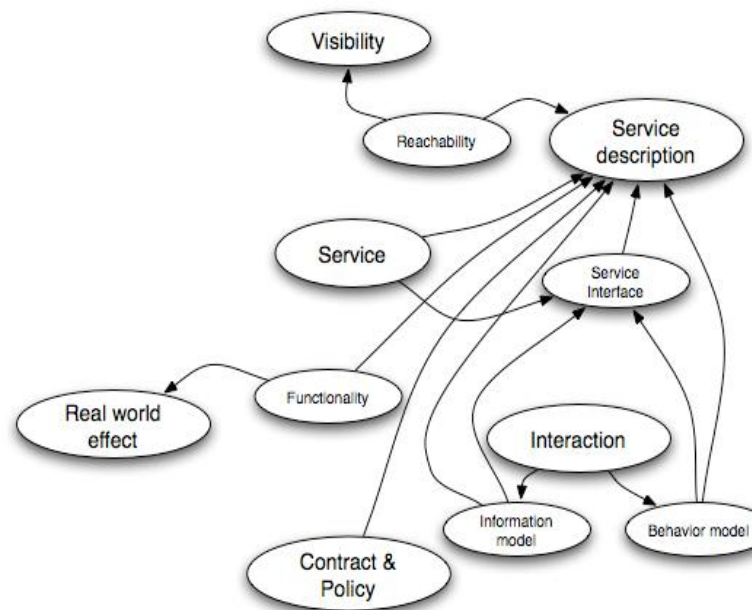 Visibility
Reachability
Service
description
Service
Service
Interface
Functionality
Real world
effect
Interaction
Information
model
Behavior model
Contract &
Policy